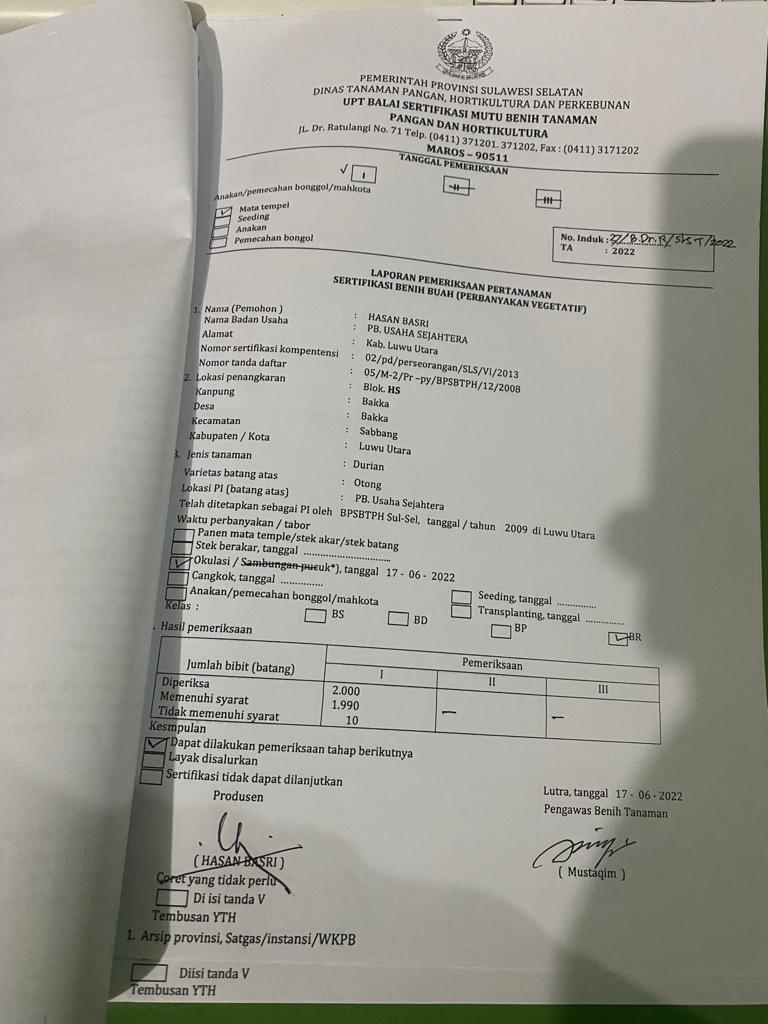 PEMERINTAH PROVINSI SULAWESI SELATAN
DINAS TANAMAN PANGAN, HORTIKULTURA DAN PERKEBUNAN
UPT BALAI SERTIFIKASI MUTU BENIH TANAMAN
PANGAN DAN HORTIKULTURA
JL. Dr. Ratulangi No. 71 Telp. (0411) 371201. 371202, Fax : (0411) 3171202
MAROS – 90511
TANGGAL PEMERIKSAAN
√ I II III
Anakan/pemecahan bonggol/mahkota
Mata tempel
Seeding
Anakan
Pemecahan bongol
No. Induk : 27/B.Dr.R/SLS T/2022
TA : 2022
LAPORAN PEMERIKSAAN PERTANAMAN
SERTIFIKASI BENIH BUAH (PERBANYAKAN VEGETATIF)
1. Nama (Pemohon ) : HASAN BASRI
Nama Badan Usaha : PB. USAHA SEJAHTERA
Alamat : Kab. Luwu Utara
Nomor sertifikasi kompentensi : 02/pd/perseorangan/SLS/VI/2013
Nomor tanda daftar : 05/M-2/Pr –py/BPSBTPH/12/2008
2. Lokasi penangkaran : Blok. HS
Kanpung : Bakka
Desa : Bakka
Kecamatan : Sabbang
Kabupaten / Kota : Luwu Utara
3. Jenis tanaman : Durian
Varietas batang atas : Otong
Lokasi PI (batang atas) : PB. Usaha Sejahtera
Telah ditetapkan sebagai PI oleh BPSBTPH Sul-Sel, tanggal / tahun 2009 di Luwu Utara
Waktu perbanyakan / tabor
Panen mata temple/stek akar/stek batang
Stek berakar, tanggal ..............................
Okulasi / Sambungan pucuk*), tanggal 17 - 06 - 2022
Cangkok, tanggal ............... Seeding, tanggal ..............
Anakan/pemecahan bonggol/mahkota Transplanting, tanggal ..............
Kelas : BS BD BP BR
. Hasil pemeriksaan
Jumlah bibit (batang) Pemeriksaan
I II III
Diperiksa 2.000
Memenuhi syarat 1.990 — —
Tidak memenuhi syarat 10
Kesmpulan
Dapat dilakukan pemeriksaan tahap berikutnya
Layak disalurkan
Sertifikasi tidak dapat dilanjutkan
Produsen
Lutra, tanggal 17 - 06 - 2022
Pengawas Benih Tanaman
( HASAN BASRI )
( Mustaqim )
Coret yang tidak perlu
Di isi tanda V
Tembusan YTH
1. Arsip provinsi, Satgas/instansi/WKPB
Diisi tanda V
Tembusan YTH